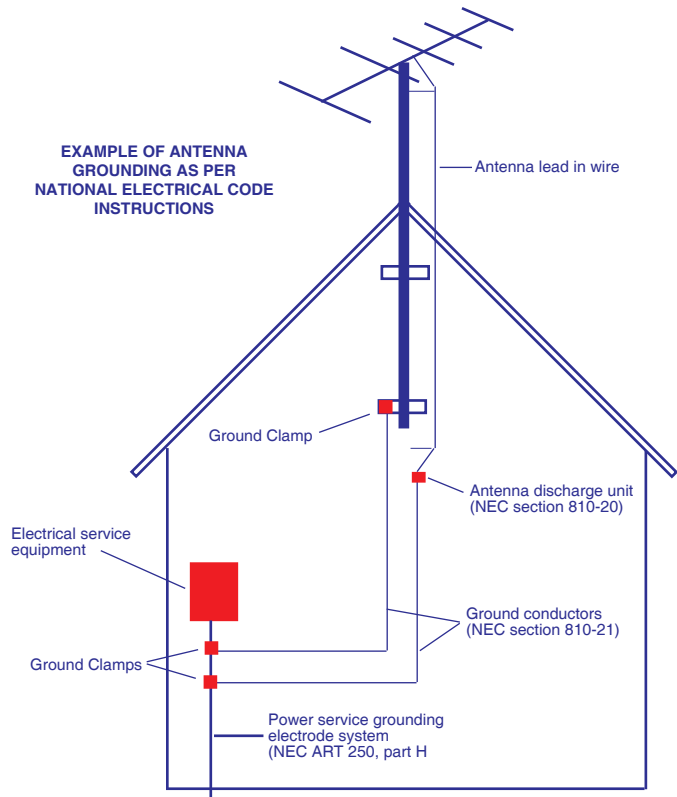 EXAMPLE OF ANTENNA
GROUNDING AS PER
NATIONAL ELECTRICAL CODE
INSTRUCTIONS
Antenna lead in wire
Ground Clamp
Antenna discharge unit
(NEC section 810-20)
Electrical service
equipment
Ground conductors
(NEC section 810-21)
Ground Clamps
Power service grounding
electrode system
(NEC ART 250, part H